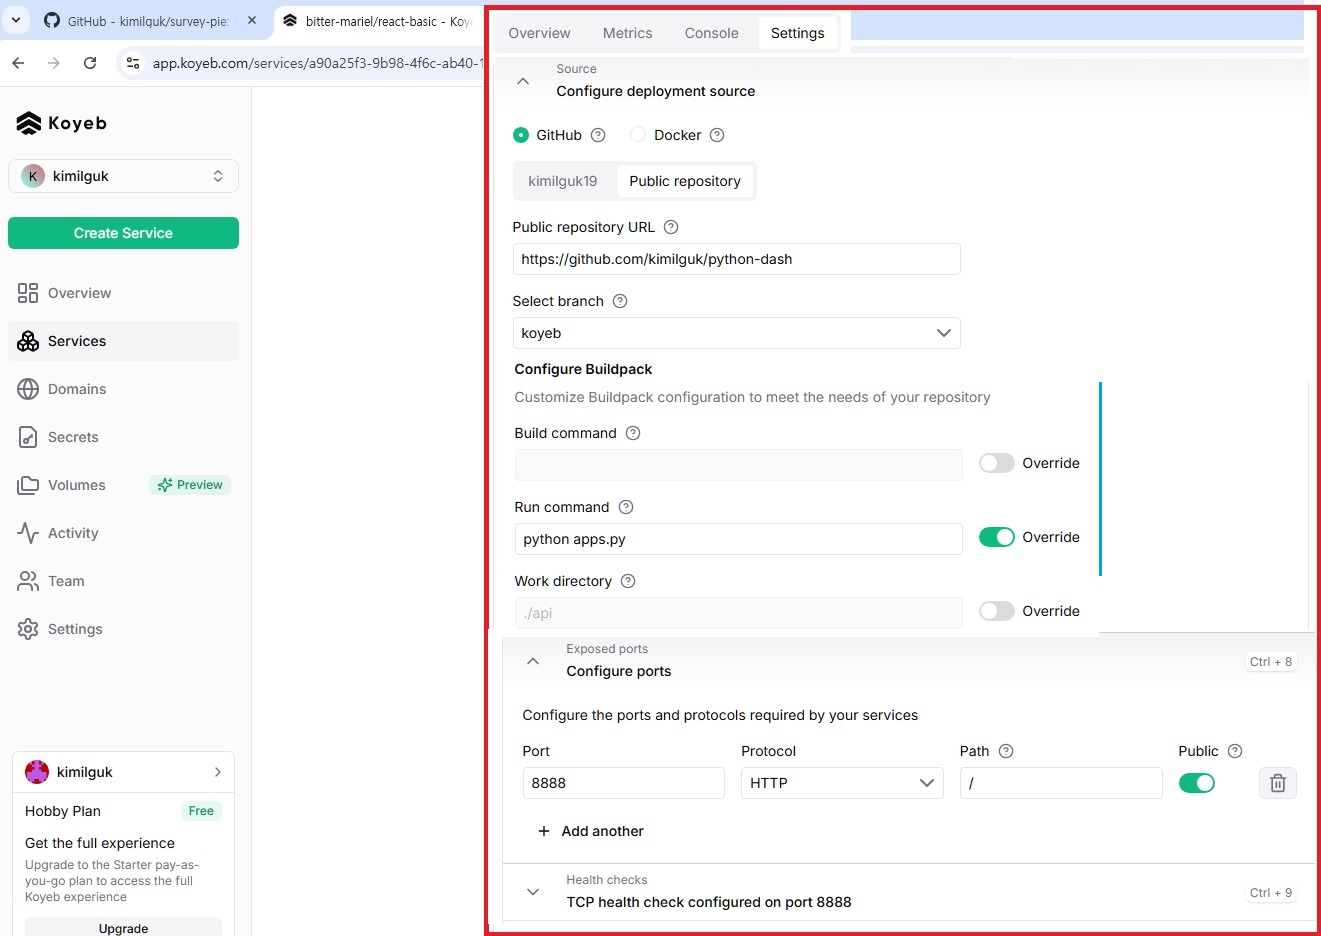 GitHub - kimilguk/survey-pie:
bitter-mariel/react-basic - Koye
app.koyeb.com/services/a90a25f3-9b98-4f6c-ab40-1
Koyeb
K kimilguk
Create Service
Overview
Services
Domains
Secrets
Volumes Preview
Activity
Team
Settings
kimilguk
Hobby Plan Free
Get the full experience
Upgrade to the Starter pay-as-
you-go plan to access the full
Koyeb experience
Upgrade
Overview Metrics Console Settings
Source
Configure deployment source
GitHub ? Docker ?
kimilguk19 Public repository
Public repository URL ?
https://github.com/kimilguk/python-dash
Select branch ?
koyeb
Configure Buildpack
Customize Buildpack configuration to meet the needs of your repository
Build command ?
Override
Run command ?
python apps.py Override
Work directory ?
./api Override
Exposed ports
Configure ports Ctrl + 8
Configure the ports and protocols required by your services
Port Protocol Path ? Public ?
8888 HTTP /
+ Add another
Health checks
TCP health check configured on port 8888 Ctrl + 9